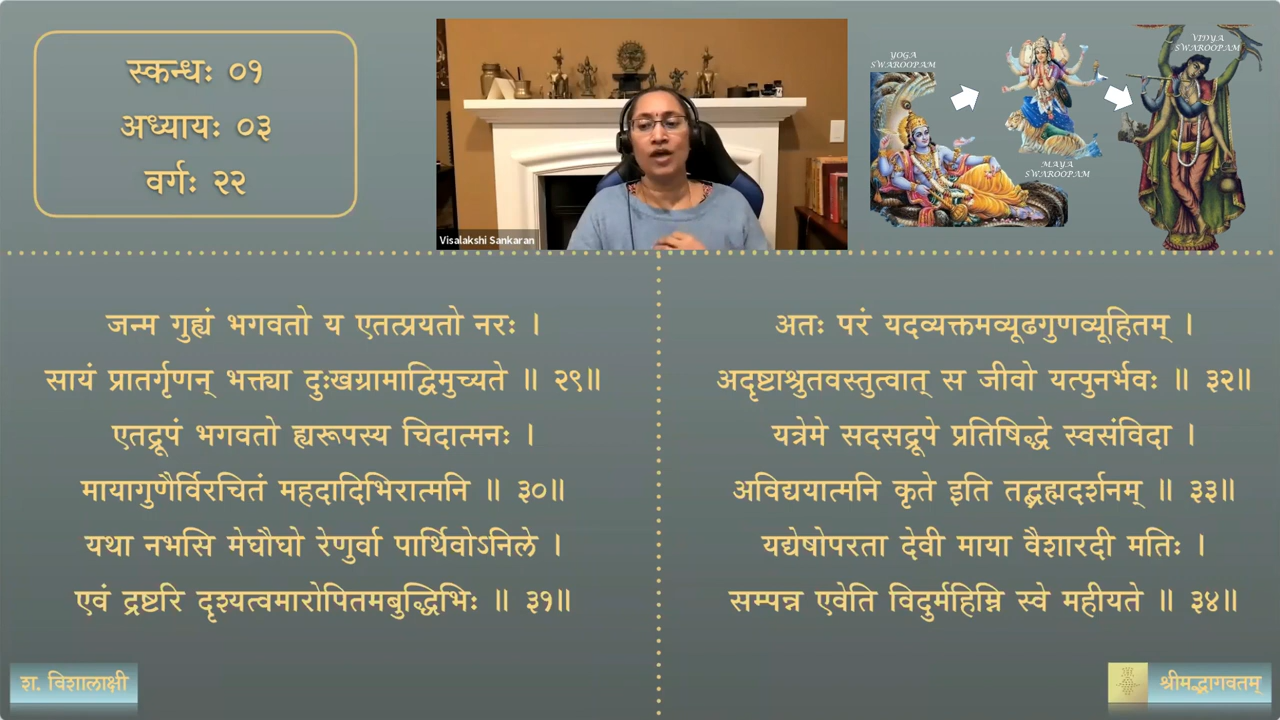 स्कन्धः ०१
अध्यायः ०३
वर्गः २२
Visalakshi Sankaran
YOGA
SWAROOPAM
MAYA
SWAROOPAM
VIDYA
SWAROOPAM
जन्म गुह्यं भगवतो य एतत्प्रयतो नरः ।
सायं प्रातर्गृणन् भक्त्या दुःखग्रामाद्विमुच्यते ॥ २९॥
एतद्रूपं भगवतो ह्यरूपस्य चिदात्मनः ।
मायागुणैर्विरचितं महदादिभिरात्मनि ॥ ३०॥
यथा नभसि मेघौघो रेणुर्वा पार्थिवोऽनिले ।
एवं द्रष्टरि दृश्यत्वमारोपितमबुद्धिभिः ॥ ३१॥
अतः परं यदव्यक्तमव्यूढगुणव्यूहितम् ।
अदृष्टाश्रुतवस्तुत्वात् स जीवो यत्पुनर्भवः ॥ ३२॥
यत्रेमे सदसद्रूपे प्रतिषिद्धे स्वसंविदा ।
अविद्ययात्मनि कृते इति तद्ब्रह्मदर्शनम् ॥ ३३॥
यद्येषोपरता देवी माया वैशारदी मतिः ।
सम्पन्न एवेति विदुर्महिम्नि स्वे महीयते ॥ ३४॥
श. विशालाक्षी
श्रीमद्भागवतम्